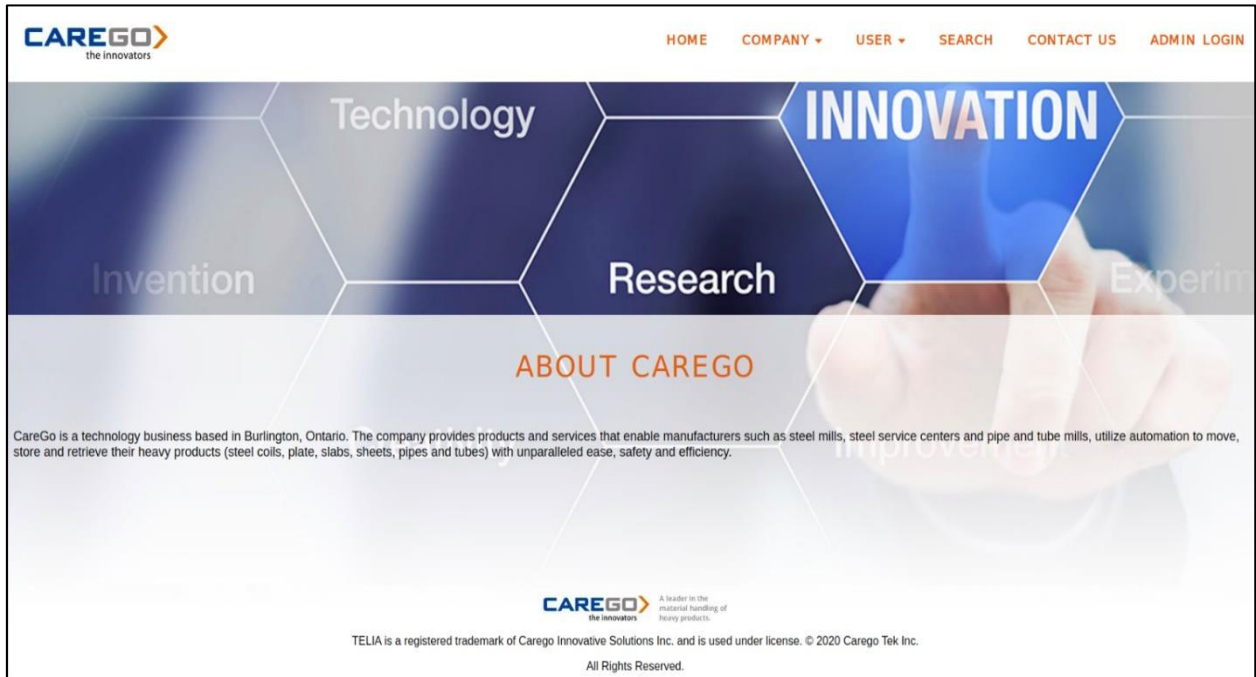 CAREGO
the innovators
HOME COMPANY USER SEARCH CONTACT US ADMIN LOGIN
Technology
INNOVATION
Invention
Research
Experim
ABOUT CAREGO
CareGo is a technology business based in Burlington, Ontario. The company provides products and services that enable manufacturers such as steel mills, steel service centers and pipe and tube mills, utilize automation to move,
store and retrieve their heavy products (steel coils, plate, slabs, sheets, pipes and tubes) with unparalleled ease, safety and efficiency.
improvement
CAREGO
the innovators
A leader in the
material handling of
heavy products.
TELIA is a registered trademark of Carego Innovative Solutions Inc. and is used under license. © 2020 Carego Tek Inc.
All Rights Reserved.